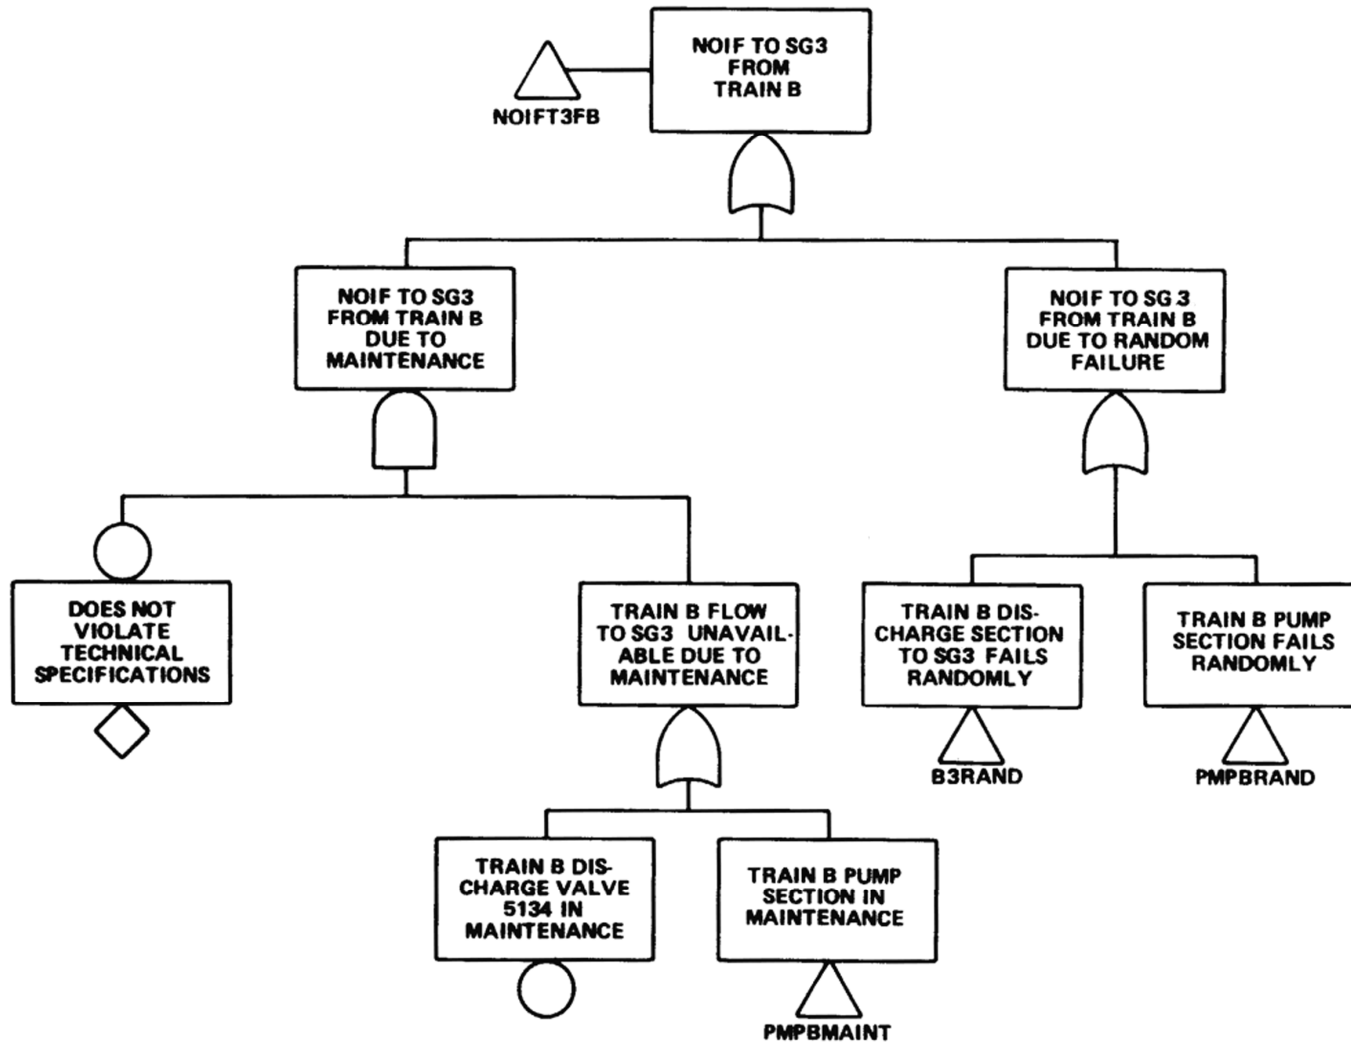 NOIF TO SG3
FROM
TRAIN B
NOIFT3FB
NOIF TO SG3
FROM TRAIN B
DUE TO
MAINTENANCE
NOIF TO SG 3
FROM TRAIN B
DUE TO RANDOM
FAILURE
DOES NOT
VIOLATE
TECHNICAL
SPECIFICATIONS
TRAIN B FLOW
TO SG3 UNAVAIL-
ABLE DUE TO
MAINTENANCE
TRAIN B DIS-
CHARGE SECTION
TO SG3 FAILS
RANDOMLY
B3RAND
TRAIN B PUMP
SECTION FAILS
RANDOMLY
PMPBRAND
TRAIN B DIS-
CHARGE VALVE
5134 IN
MAINTENANCE
TRAIN B PUMP
SECTION IN
MAINTENANCE
PMPBMAINT